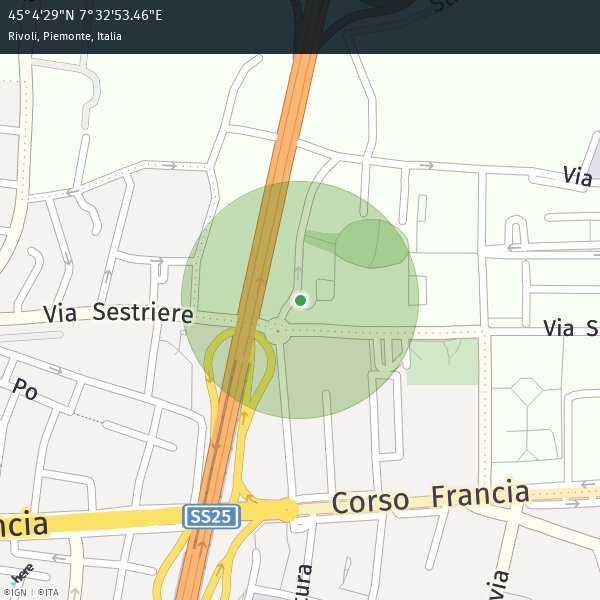 45°4'29"N 7°32'53.46"E
Rivoli, Piemonte, Italia
Via
Via Sestriere
Via S
Po
Corso Francia
ncia
SS25
cura
via
here
©IGN | ©ITA